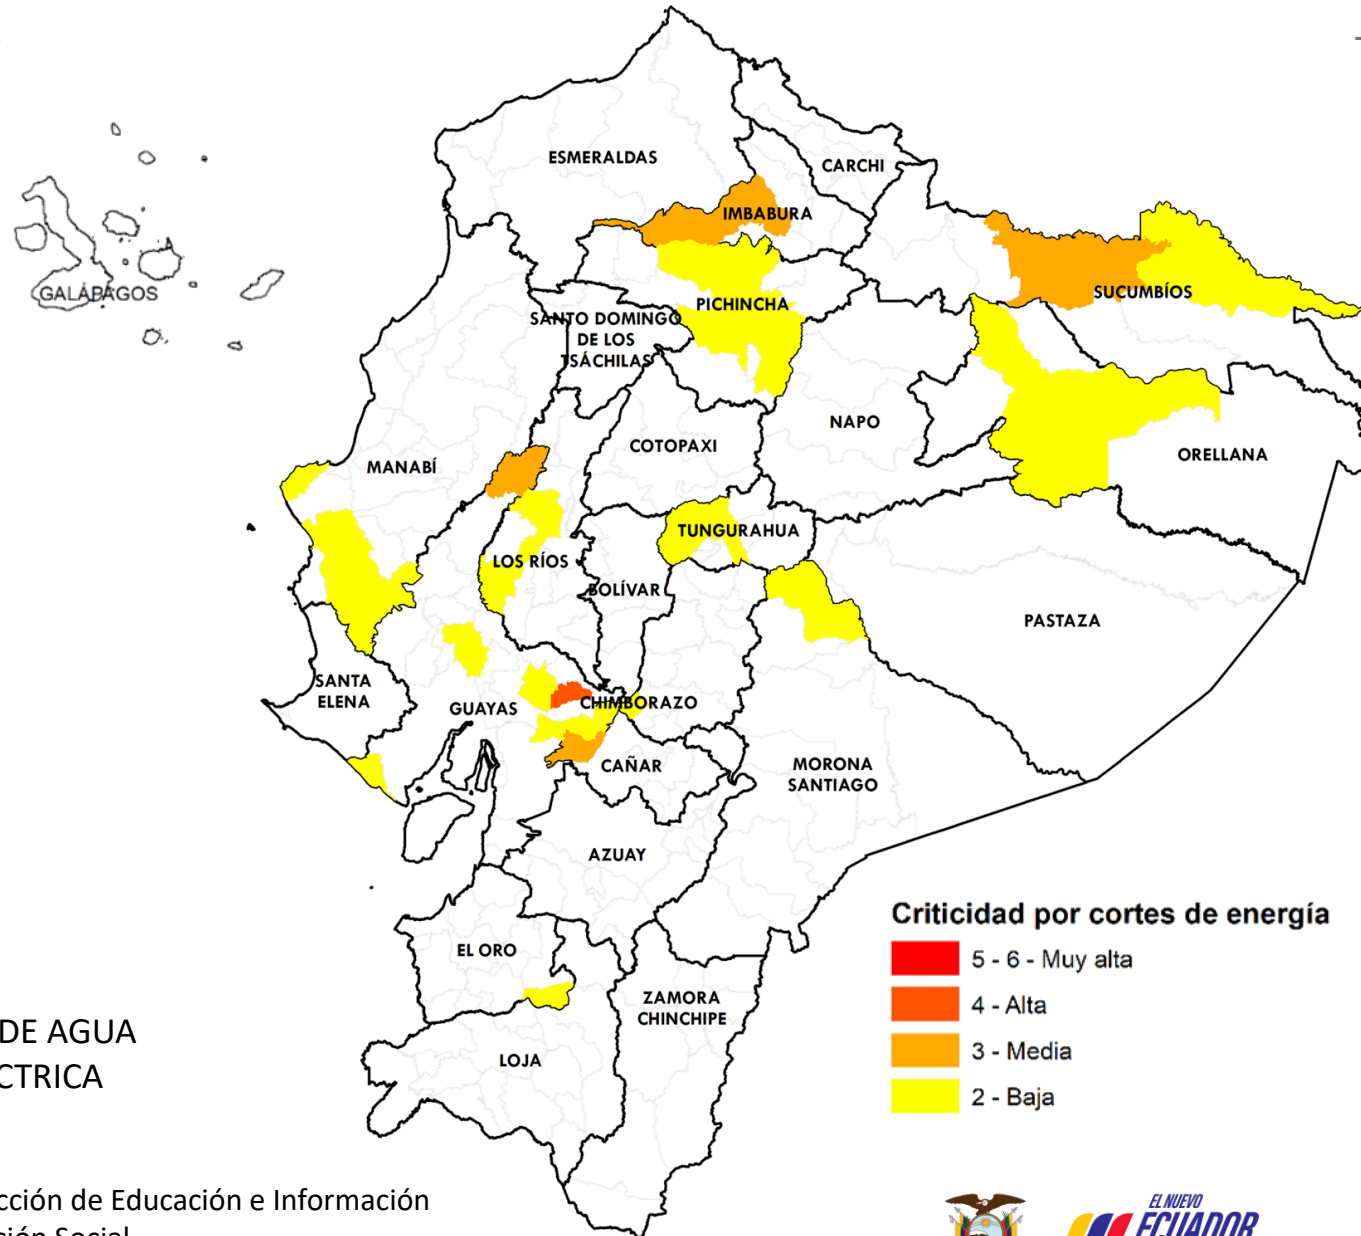 ESMERALDAS
CARCHI
IMBABURA
GALÁPAGOS
SUCUMBÍOS
PICHINCHA
SANTO DOMINGO
DE LOS
TSÁCHILAS
NAPO
COTOPAXI
MANABÍ
ORELLANA
TUNGURAHUA
LOS RÍOS
BOLÍVAR
PASTAZA
SANTA
ELENA
GUAYAS
CHIMBORAZO
CAÑAR
MORONA
SANTIAGO
AZUAY
Criticidad por cortes de energía
5 - 6 - Muy alta
4 - Alta
3 - Media
2 - Baja
EL ORO
ZAMORA
CHINCHIPE
LOJA
DE AGUA
CTRICA
cción de Educación e Información
ción Social
EL NUEVO
ECUADOR